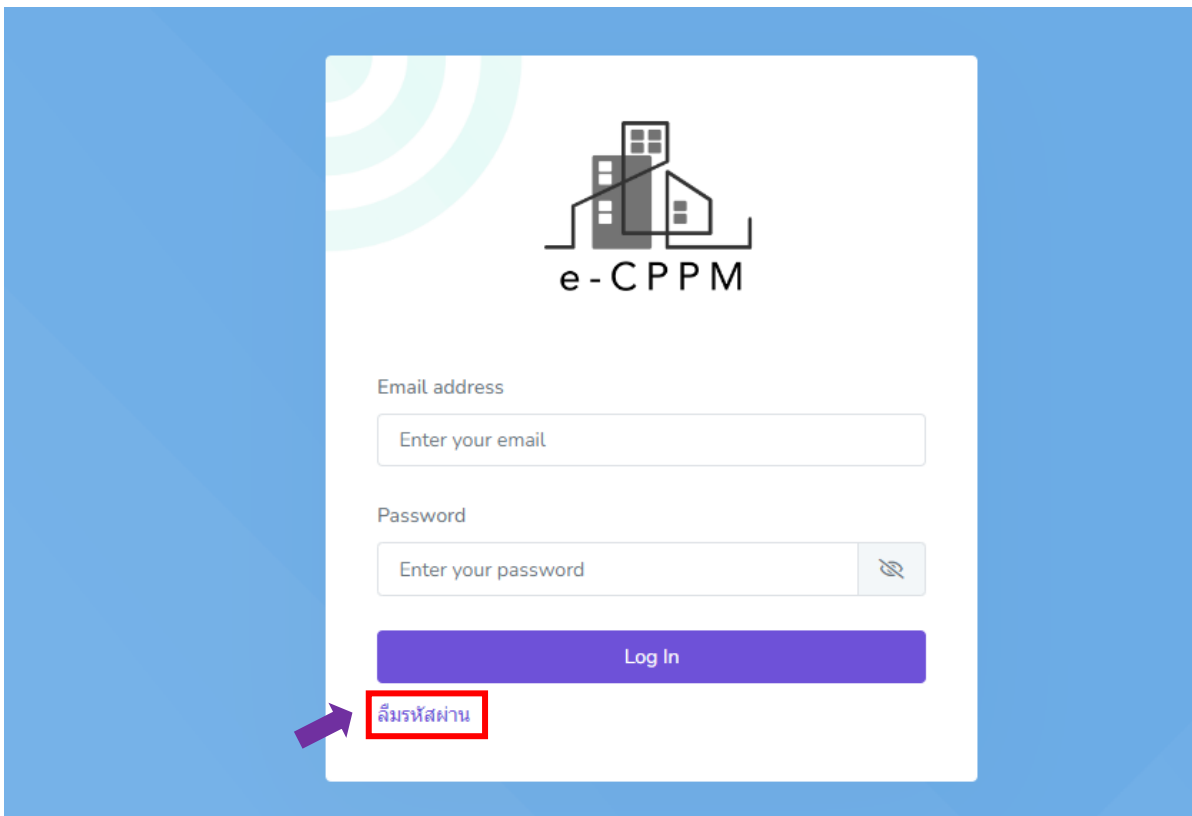 e-CPPM
Email address
Enter your email
Password
Enter your password
Log In
ลืมรหัสผ่าน